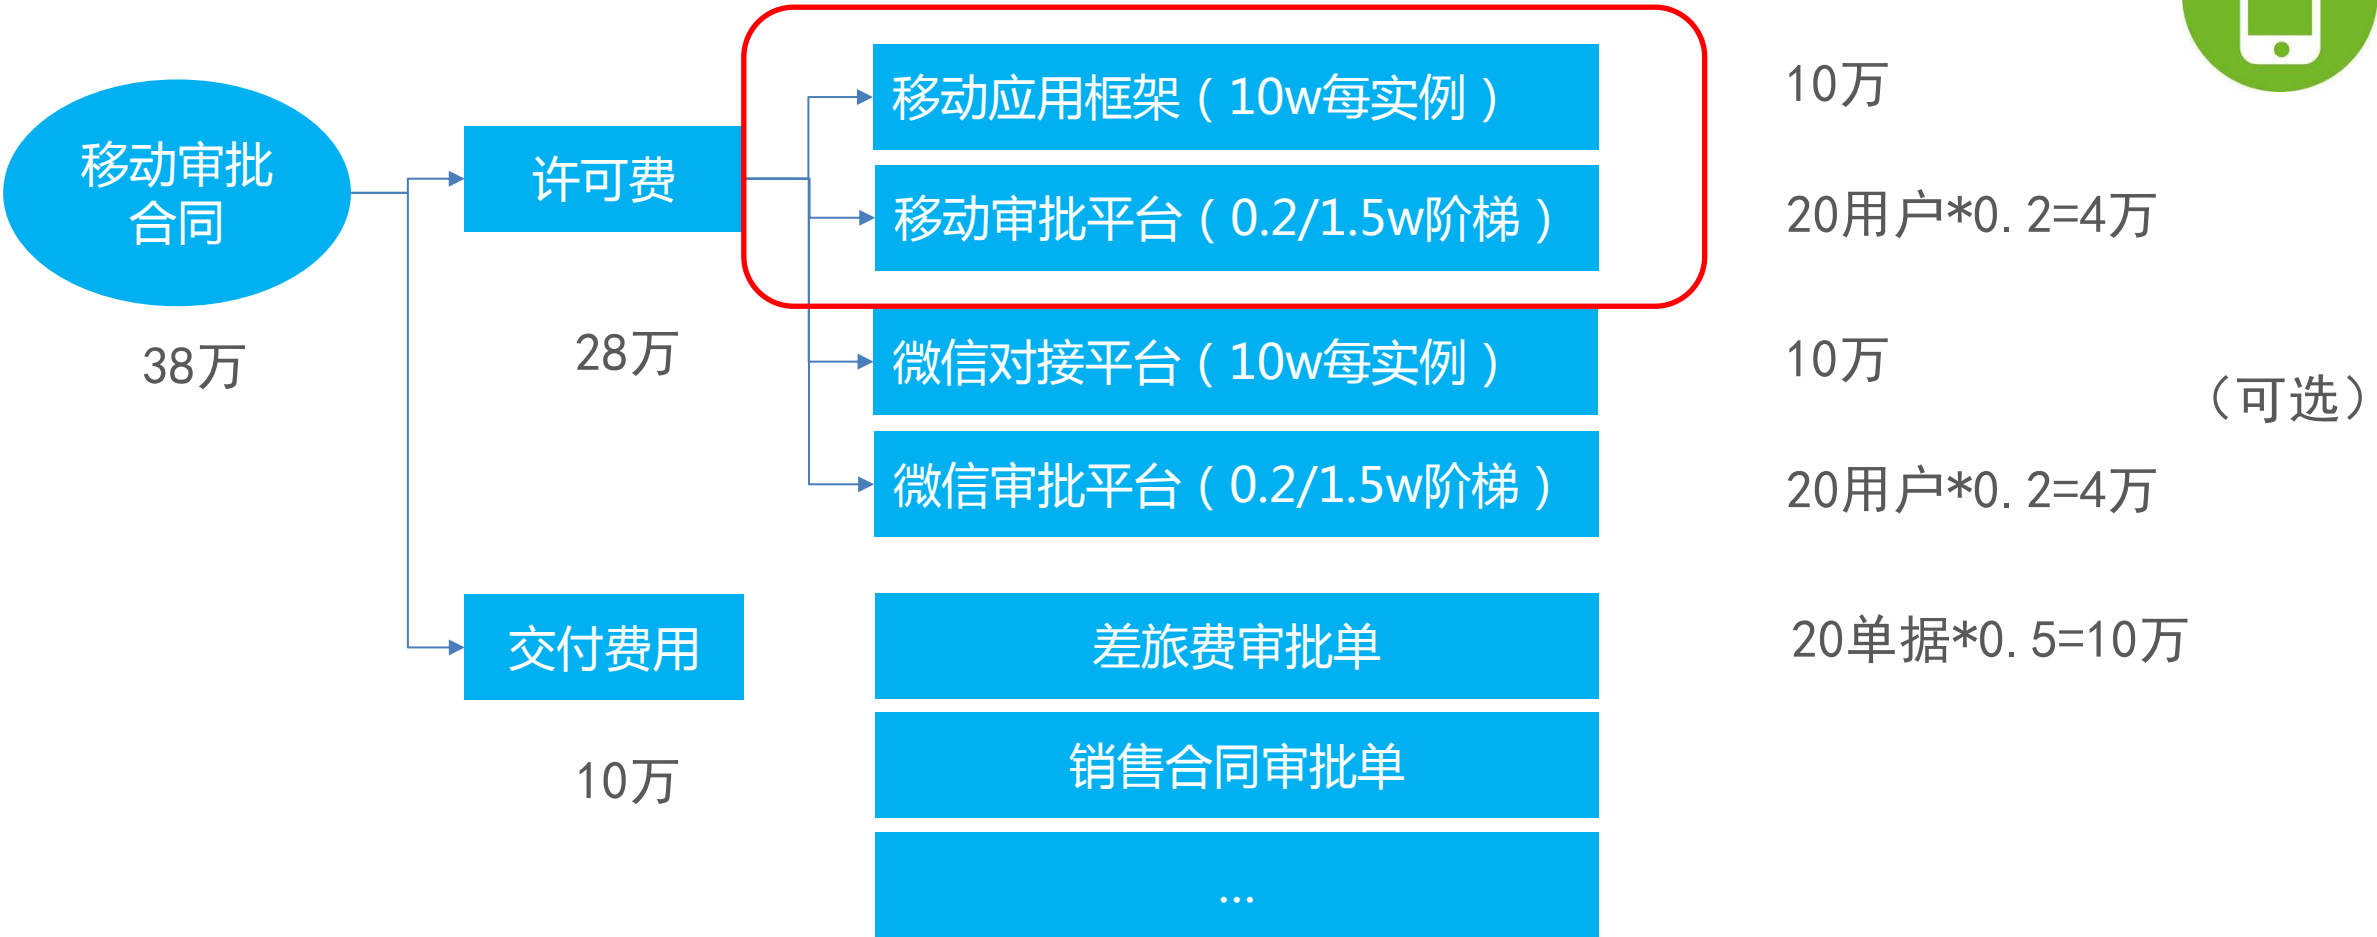 移动审批
合同
38万
许可费
28万
移动应用框架（10w每实例）
10万
移动审批平台（0.2/1.5w阶梯）
20用户*0.2=4万
微信对接平台（10w每实例）
10万
（可选）
微信审批平台（0.2/1.5w阶梯）
20用户*0.2=4万
交付费用
10万
差旅费审批单
20单据*0.5=10万
销售合同审批单
...